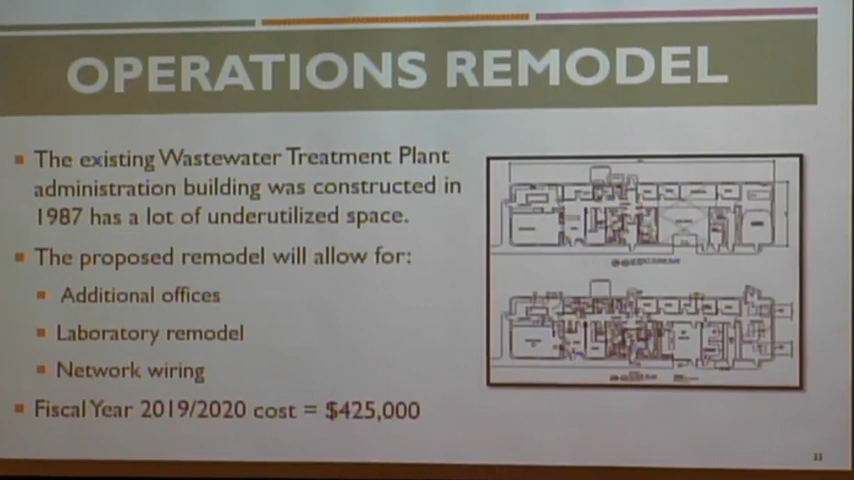 OPERATIONS REMODEL
The existing Wastewater Treatment Plant
administration building was constructed in
1987 has a lot of underutilized space.
The proposed remodel will allow for:
Additional offices
Laboratory remodel
Network wiring
Fiscal Year 2019/2020 cost = $425,000
33